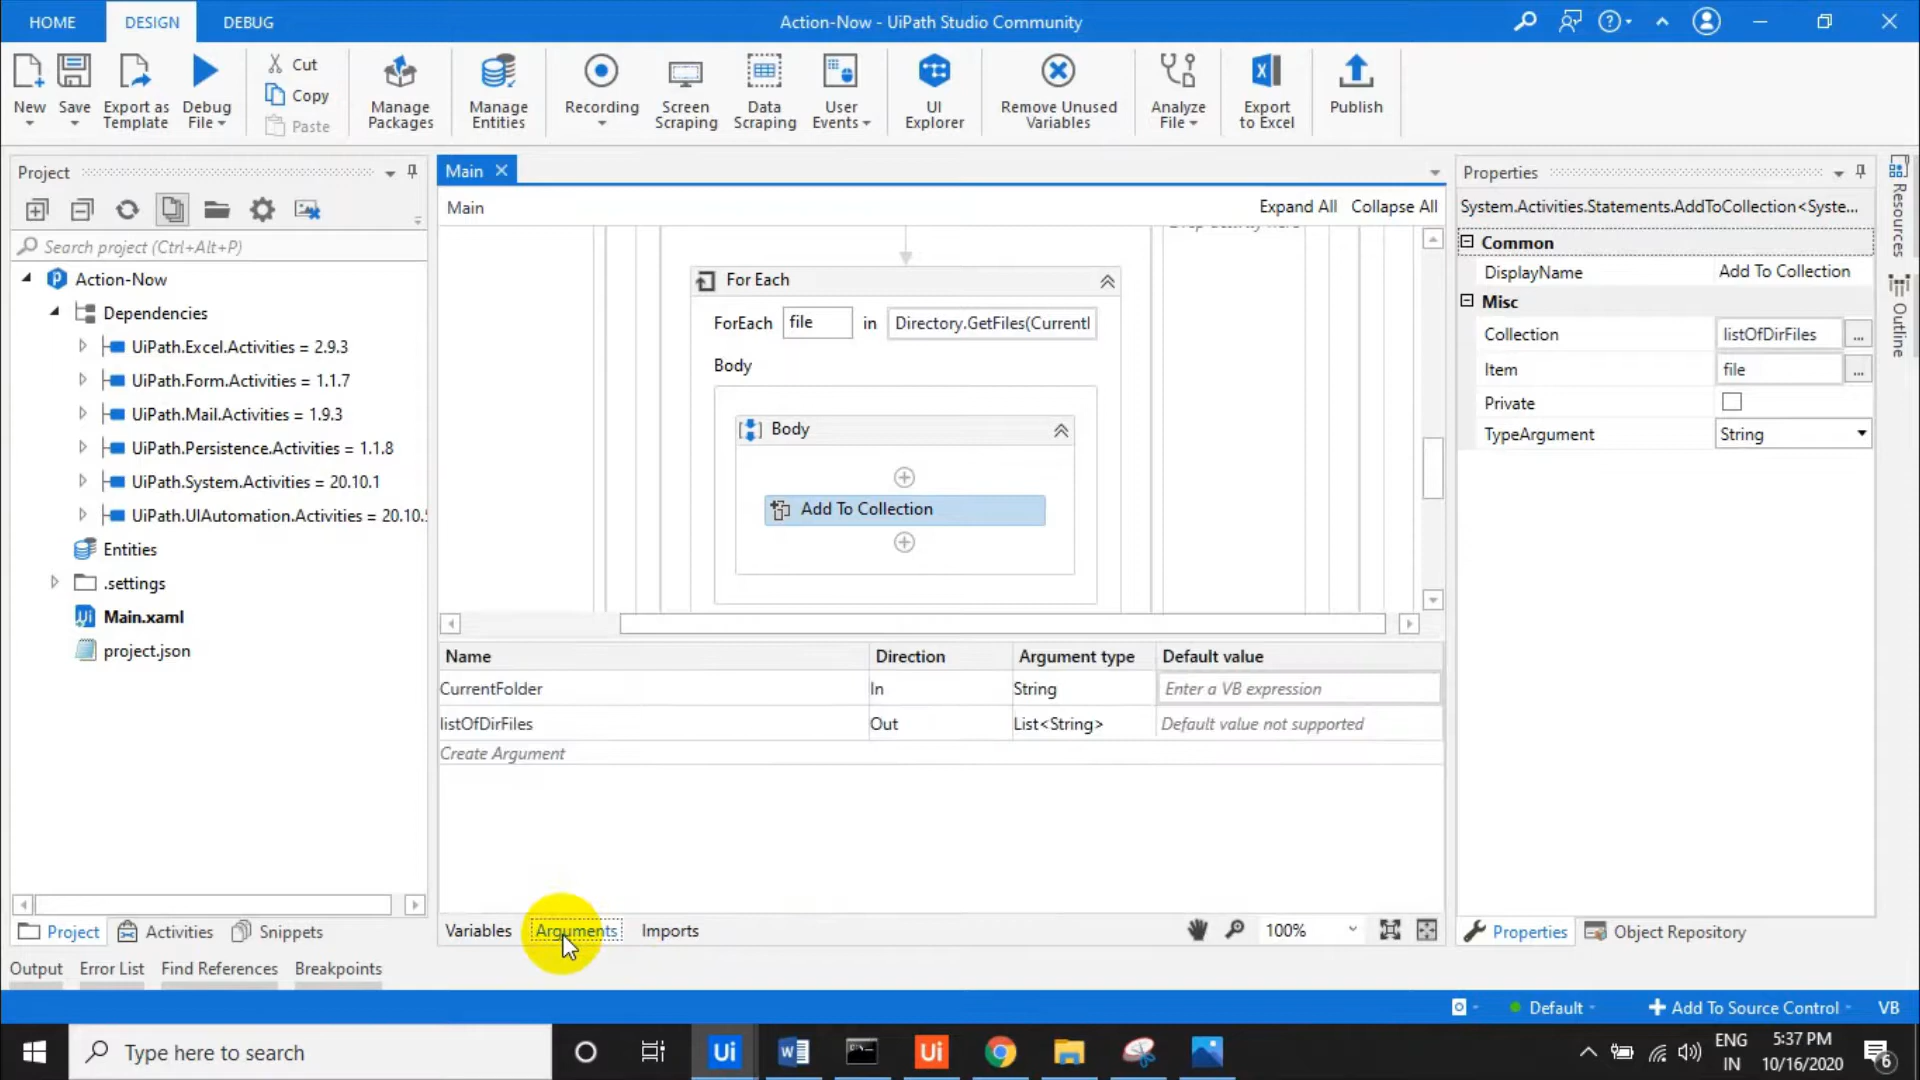 HOME DESIGN DEBUG Action-Now - UiPath Studio Community
New Save Export as Template Debug File Cut Copy Paste Manage Packages Manage Entities Recording Screen Scraping Data Scraping User Events UI Explorer Remove Unused Variables Analyze File Export to Excel Publish
Project
Search project (Ctrl+Alt+P)
Action-Now
Dependencies
UiPath.Excel.Activities = 2.9.3
UiPath.Form.Activities = 1.1.7
UiPath.Mail.Activities = 1.9.3
UiPath.Persistence.Activities = 1.1.8
UiPath.System.Activities = 20.10.1
UiPath.UIAutomation.Activities = 20.10.
Entities
.settings
Main.xaml
project.json
Project Activities Snippets
Main
Main Expand All Collapse All
For Each
ForEach file in Directory.GetFiles(Current
Body
Body
Add To Collection
Name Direction Argument type Default value
CurrentFolder In String Enter a VB expression
listOfDirFiles Out List<String> Default value not supported
Create Argument
Variables Arguments Imports 100%
Properties
System.Activities.Statements.AddToCollection<Syste...
Common
DisplayName Add To Collection
Misc
Collection listOfDirFiles ...
Item file ...
Private
TypeArgument String
Properties Object Repository
Resources
Outline
Output Error List Find References Breakpoints
Default Add To Source Control VB
Type here to search
Ui W Ui
ENG
IN
5:37 PM
10/16/2020
6